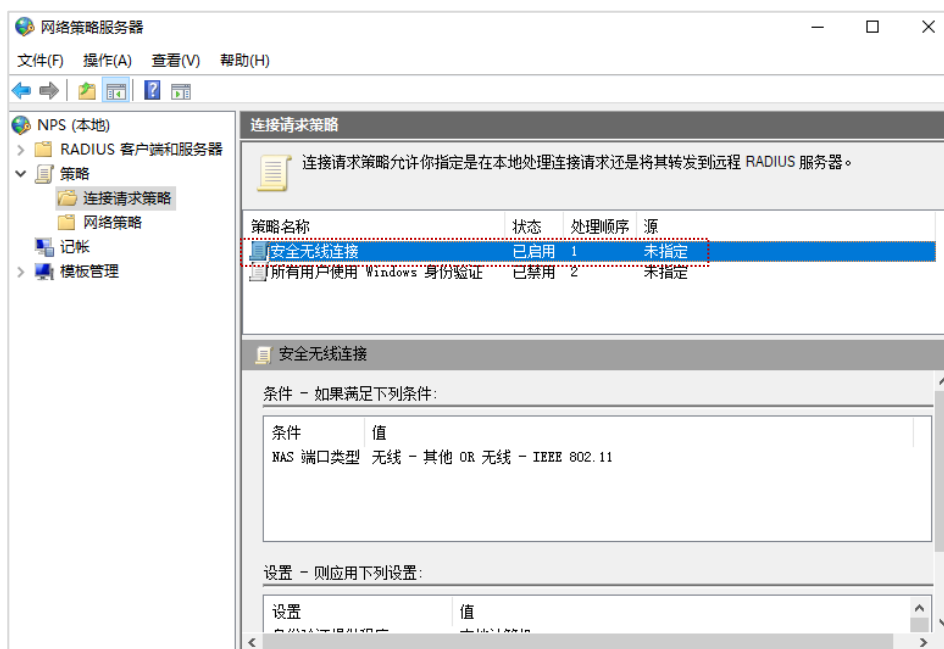 网络策略服务器
文件(F) 操作(A) 查看(V) 帮助(H)
NPS (本地)
RADIUS 客户端和服务器
策略
连接请求策略
网络策略
记帐
模板管理
连接请求策略
连接请求策略允许你指定是在本地处理连接请求还是将其转发到远程 RADIUS 服务器。
策略名称 状态 处理顺序 源
安全无线连接 已启用 1 未指定
所有用户使用 Windows 身份验证 已禁用 2 未指定
安全无线连接
条件 - 如果满足下列条件:
条件 值
NAS 端口类型 无线 - 其他 OR 无线 - IEEE 802.11
设置 - 则应用下列设置:
设置 值